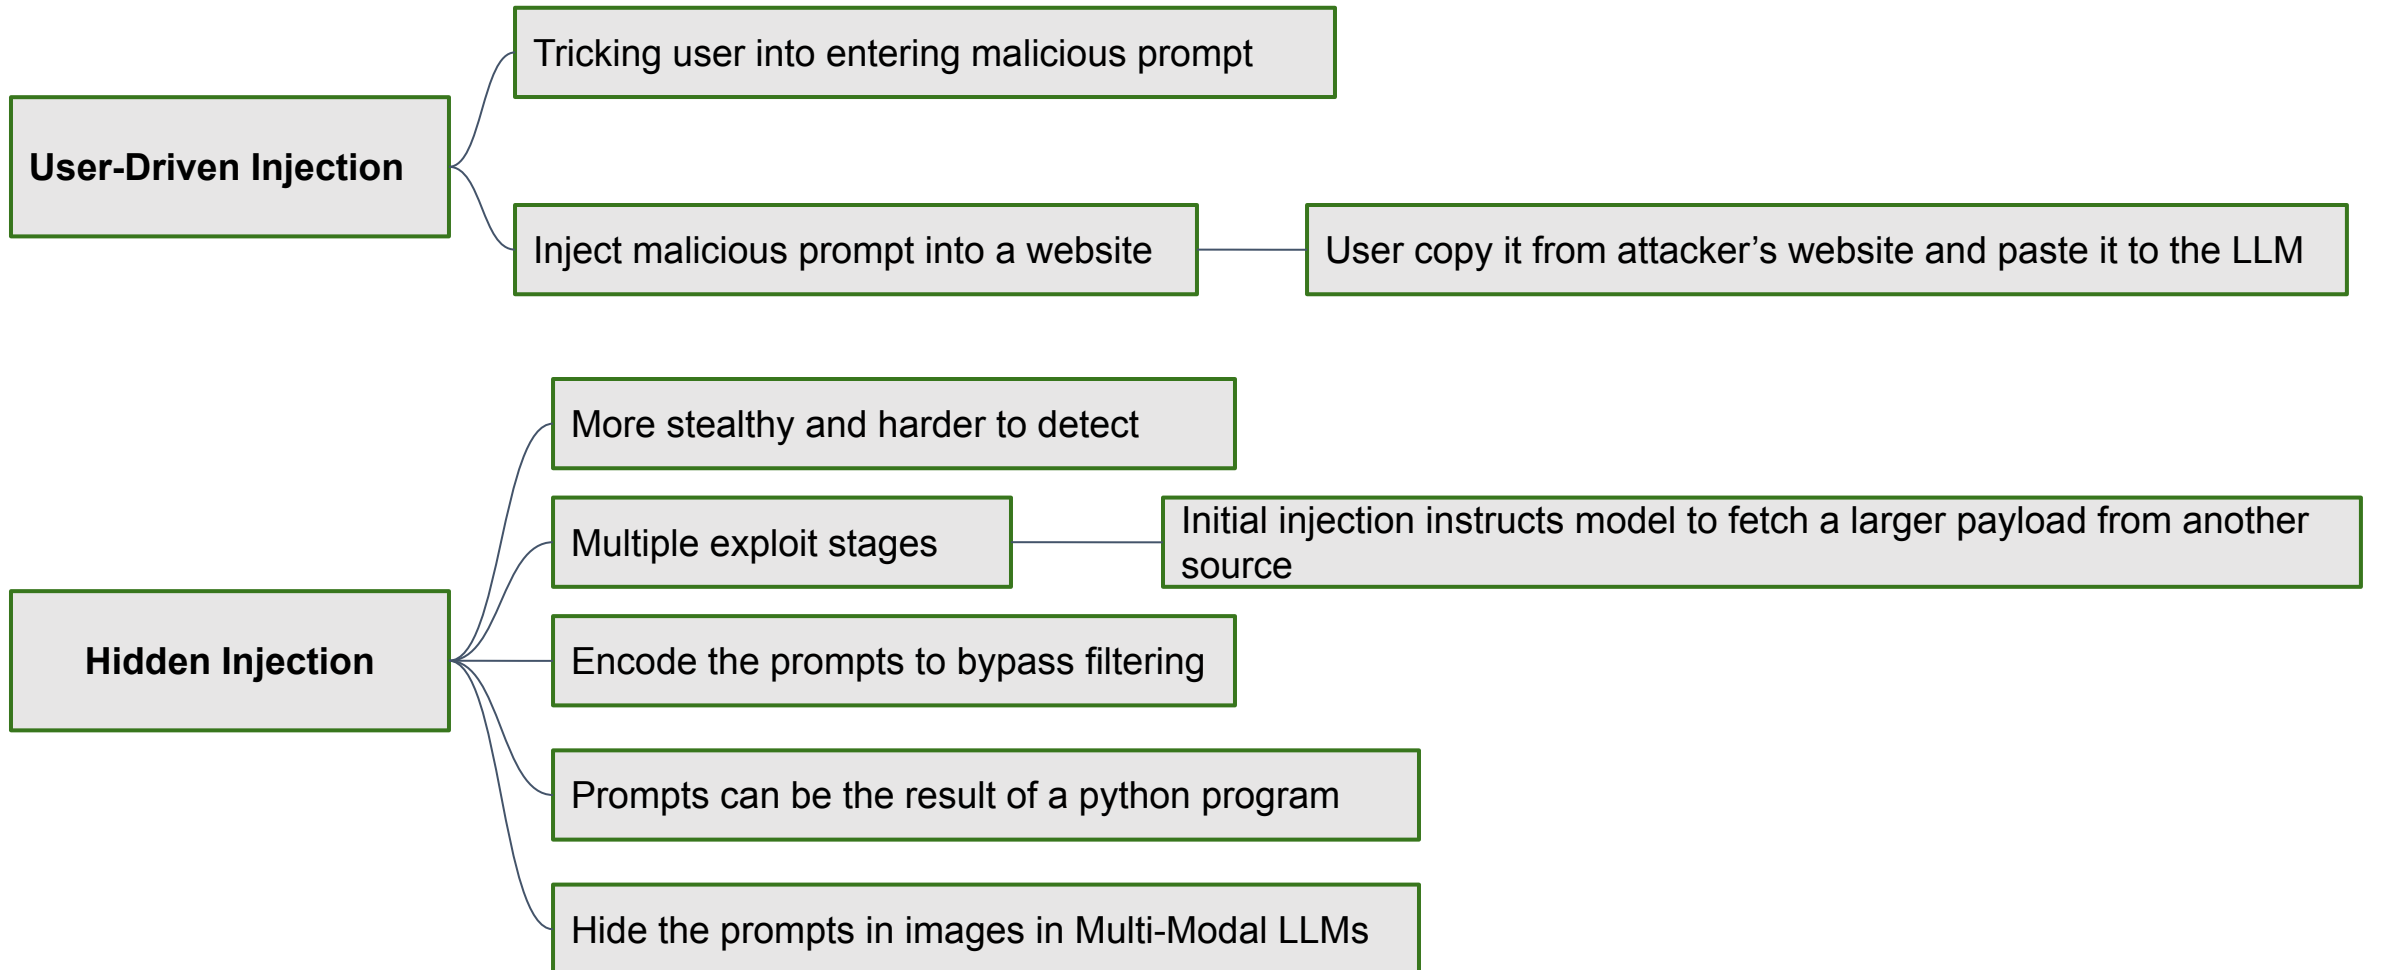 Tricking user into entering malicious prompt
User-Driven Injection
Inject malicious prompt into a website
User copy it from attacker’s website and paste it to the LLM
More stealthy and harder to detect
Multiple exploit stages
Initial injection instructs model to fetch a larger payload from another
source
Encode the prompts to bypass filtering
Hidden Injection
Prompts can be the result of a python program
Hide the prompts in images in Multi-Modal LLMs